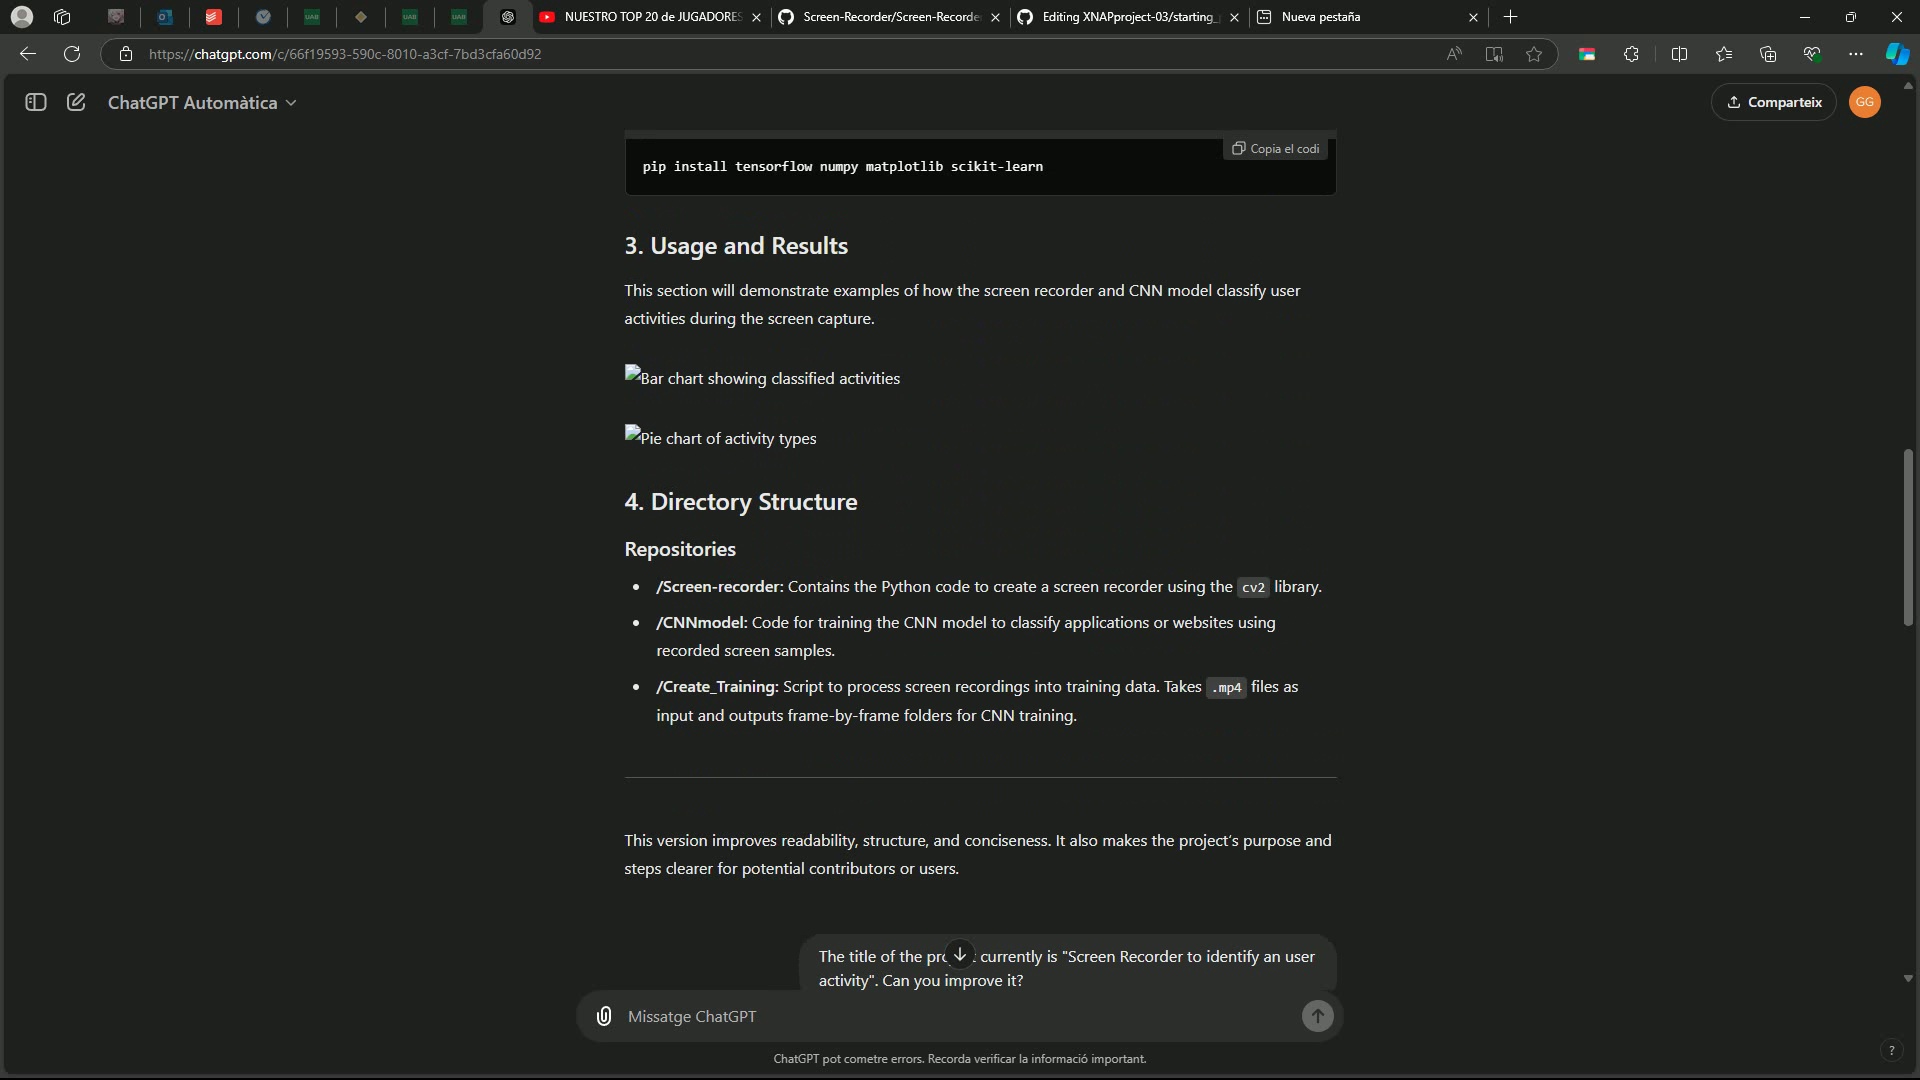 NUESTRO TOP 20 de JUGADORES
Screen-Recorder/Screen-Recorde
Editing XNAPproject-03/starting_
Nueva pestaña
https://chatgpt.com/c/66f19593-590c-8010-a3cf-7bd3cfa60d92
ChatGPT Automàtica
Comparteix
GG
Copia el codi
pip install tensorflow numpy matplotlib scikit-learn
3. Usage and Results
This section will demonstrate examples of how the screen recorder and CNN model classify user
activities during the screen capture.
Bar chart showing classified activities
Pie chart of activity types
4. Directory Structure
Repositories
• /Screen-recorder: Contains the Python code to create a screen recorder using the cv2 library.
• /CNNmodel: Code for training the CNN model to classify applications or websites using
recorded screen samples.
• /Create_Training: Script to process screen recordings into training data. Takes .mp4 files as
input and outputs frame-by-frame folders for CNN training.
This version improves readability, structure, and conciseness. It also makes the project's purpose and
steps clearer for potential contributors or users.
The title of the currently is "Screen Recorder to identify an user
activity". Can you improve it?
Missatge ChatGPT
ChatGPT pot cometre errors. Recorda verificar la informació important.
?